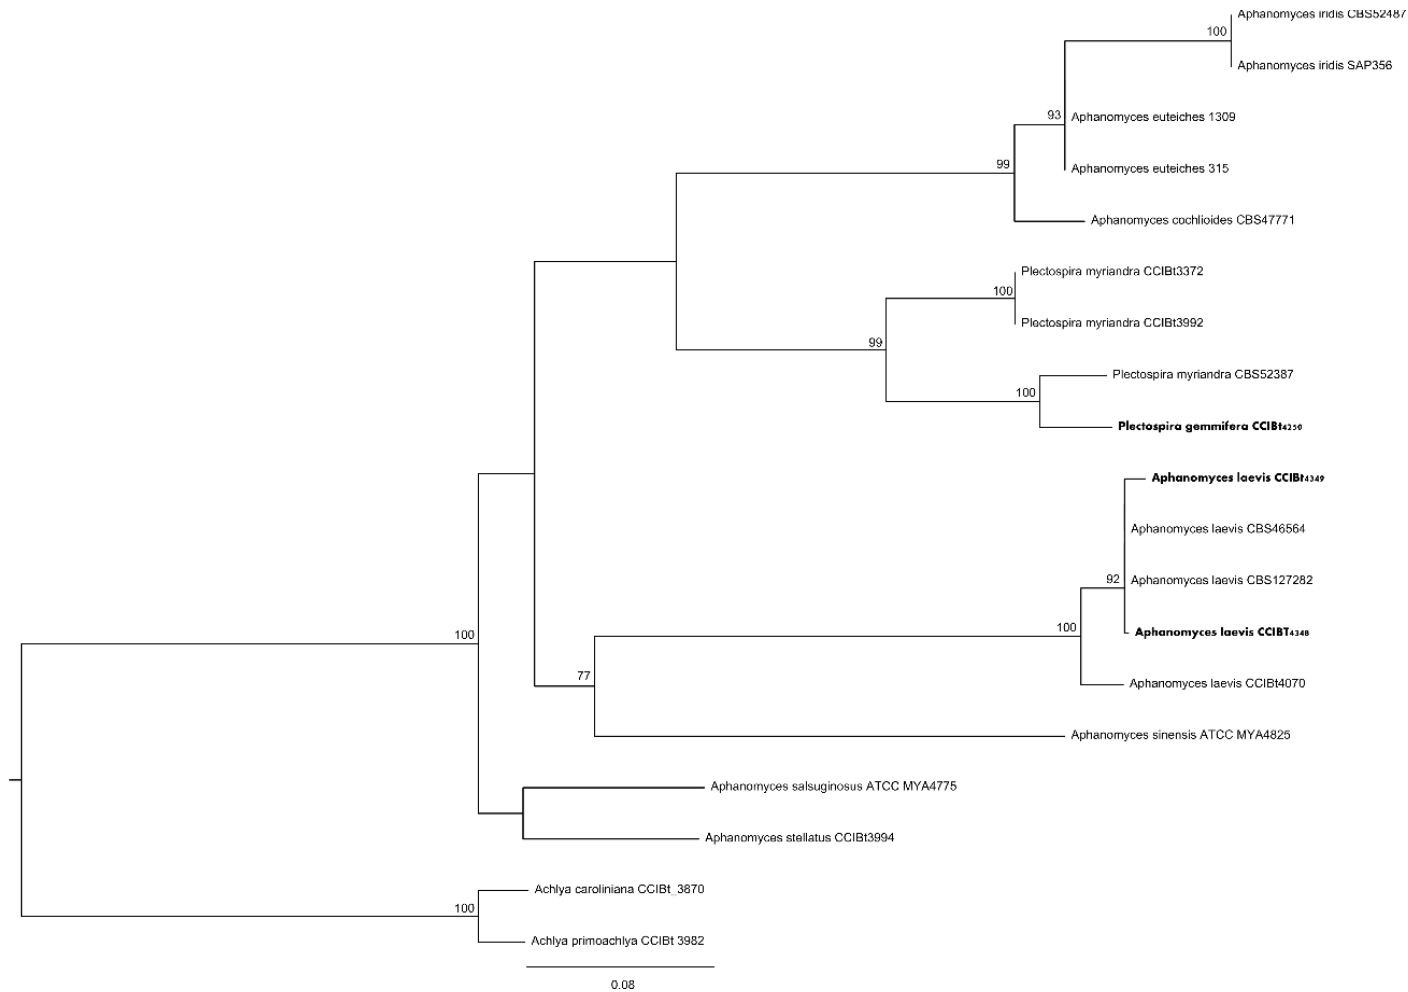 Aphanomyces iridis CBS52487
100
Aphanomyces iridis SAP356
93
Aphanomyces euteiches 1309
99
Aphanomyces euteiches 315
Aphanomyces cochlioides CBS47771
Plectospira myriandra CCIBt3372
100
Plectospira myriandra CCIBt3992
99
Plectospira myriandra CBS52387
100
Plectospira gemmifera CCIBt4250
Aphanomyces laevis CCIBt4349
Aphanomyces laevis CBS46564
92
Aphanomyces laevis CBS127282
100
Aphanomyces laevis CCIBT4348
100
77
Aphanomyces laevis CCIBt4070
Aphanomyces sinensis ATCC MYA4825
Aphanomyces salsuginosus ATCC MYA4775
Aphanomyces stellatus CCIBt3994
Achlya caroliniana CCIBt_3870
100
Achlya primoachlya CCIBt 3982
0.08